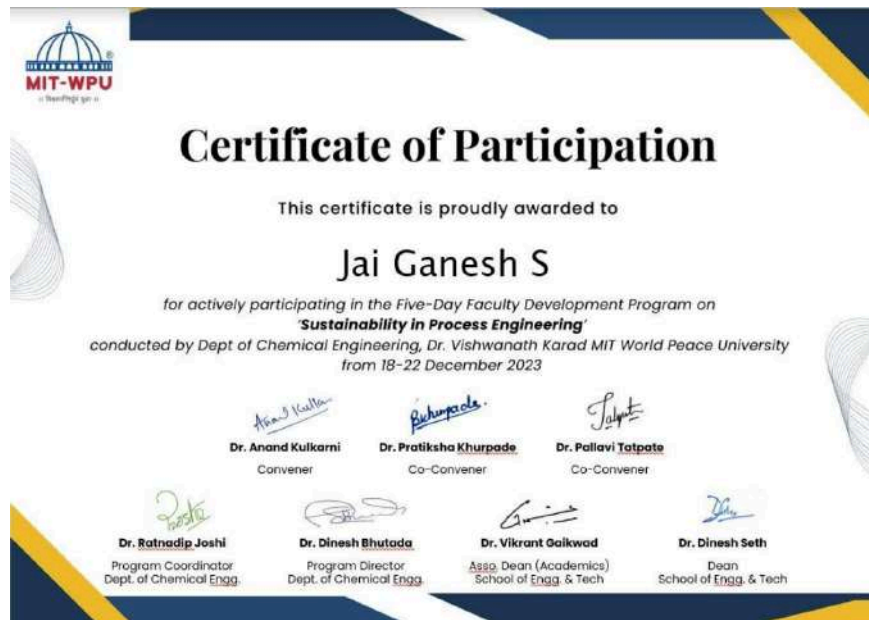 ®
MIT-WPU
Certificate of Participation
This certificate is proudly awarded to
Jai Ganesh S
for actively participating in the Five-Day Faculty Development Program on
'Sustainability in Process Engineering'
conducted by Dept of Chemical Engineering, Dr. Vishwanath Karad MIT World Peace University
from 18-22 December 2023
Dr. Anand Kulkarni
Convener
Dr. Pratiksha Khurpade
Co-Convener
Dr. Pallavi Tatpate
Co-Convener
Dr. Ratnadip Joshi
Program Coordinator
Dept. of Chemical Engg.
Dr. Dinesh Bhutada
Program Director
Dept. of Chemical Engg.
Dr. Vikrant Gaikwad
Asso. Dean (Academics)
School of Engg. & Tech
Dr. Dinesh Seth
Dean
School of Engg. & Tech